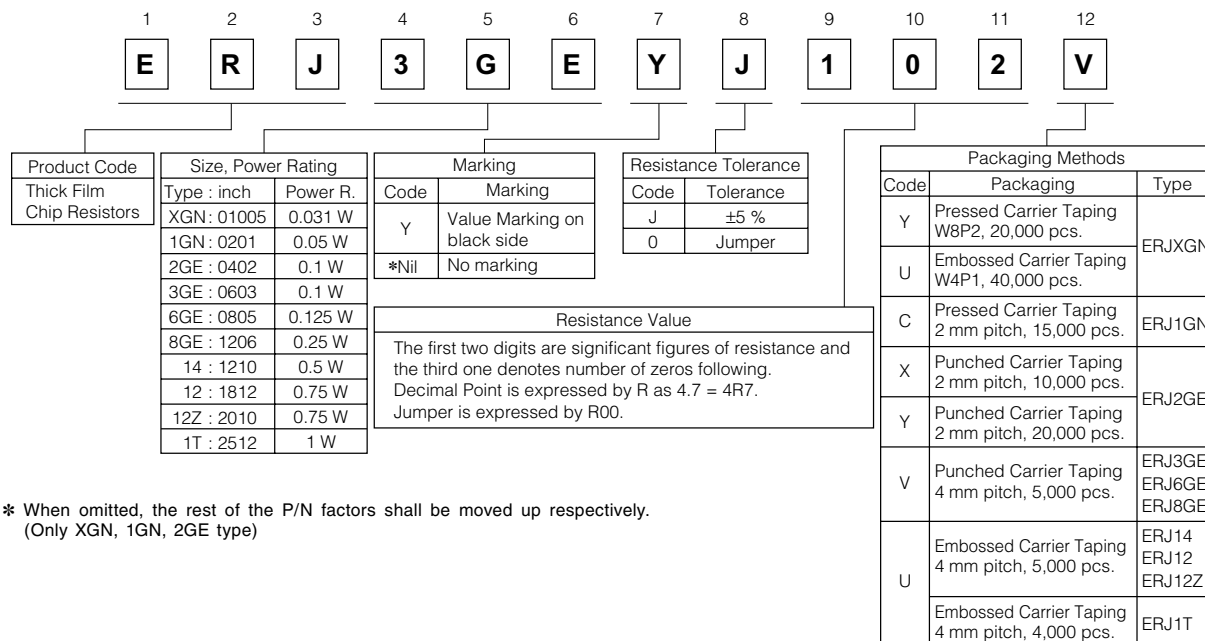 1 2 3 4 5 6 7 8 9 10 11 12
E R J 3 G E Y J 1 0 2 V
Product Code
Thick Film
Chip Resistors
Size, Power Rating
Type : inch Power R.
XGN : 01005 0.031 W
1GN : 0201 0.05 W
2GE : 0402 0.1 W
3GE : 0603 0.1 W
6GE : 0805 0.125 W
8GE : 1206 0.25 W
14 : 1210 0.5 W
12 : 1812 0.75 W
12Z : 2010 0.75 W
1T : 2512 1 W
Marking
Code Marking
Y Value Marking on
black side
*Nil No marking
Resistance Tolerance
Code Tolerance
J ±5 %
0 Jumper
Resistance Value
The first two digits are significant figures of resistance and
the third one denotes number of zeros following.
Decimal Point is expressed by R as 4.7 = 4R7.
Jumper is expressed by R00.
Packaging Methods
Code Packaging Type
Y Pressed Carrier Taping
W8P2, 20,000 pcs.
ERJXGN
U Embossed Carrier Taping
W4P1, 40,000 pcs.
C Pressed Carrier Taping
2 mm pitch, 15,000 pcs. ERJ1GN
X Punched Carrier Taping
2 mm pitch, 10,000 pcs.
ERJ2GE
Y Punched Carrier Taping
2 mm pitch, 20,000 pcs.
V Punched Carrier Taping
4 mm pitch, 5,000 pcs.
ERJ3GE
ERJ6GE
ERJ8GE
U Embossed Carrier Taping
4 mm pitch, 5,000 pcs.
ERJ14
ERJ12
ERJ12Z
Embossed Carrier Taping
4 mm pitch, 4,000 pcs. ERJ1T
* When omitted, the rest of the P/N factors shall be moved up respectively.
(Only XGN, 1GN, 2GE type)